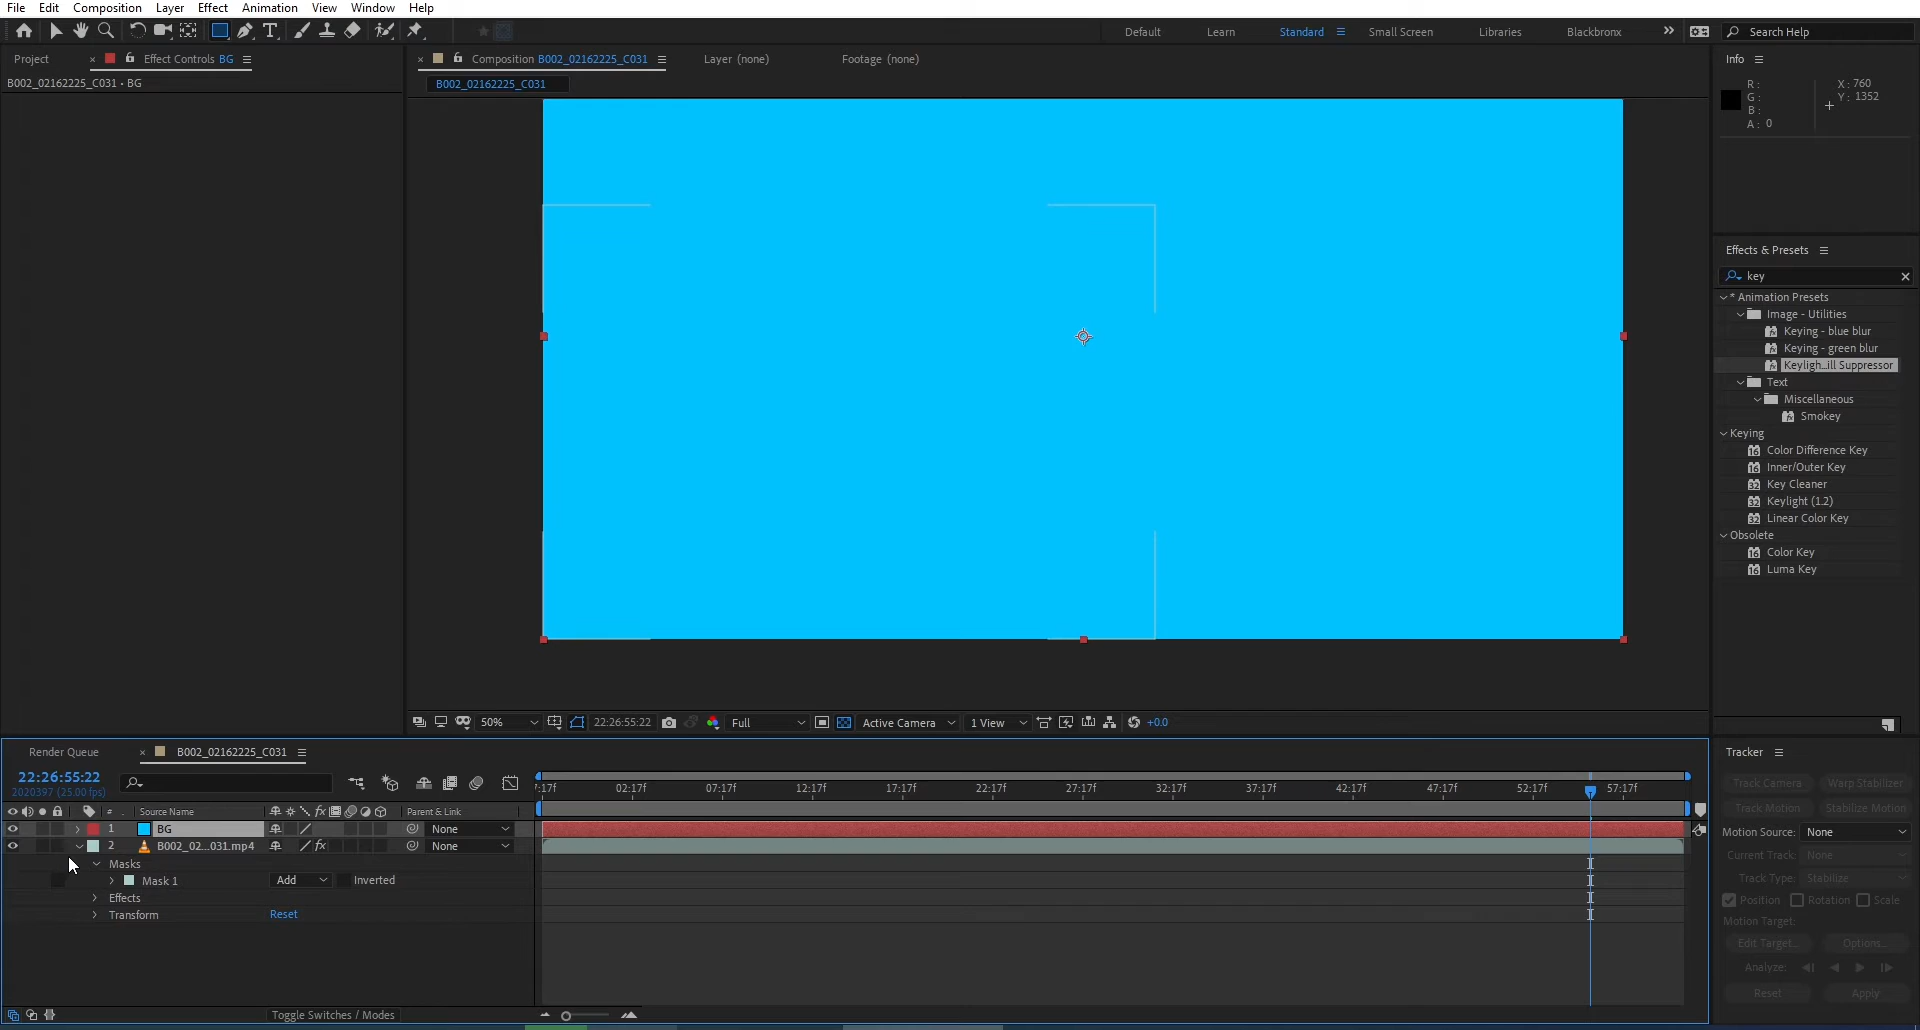 File Edit Composition Layer Effect Animation View Window Help
Default Learn Standard Small Screen Libraries Blackbronx Search Help
Project Effect Controls BG
B002_02162225_C031 • BG
Composition B002_02162225_C031 Layer (none) Footage (none)
B002_02162225_C031
Info
R: X: 760
G: Y: 1352
B:
A: 0
Effects & Presets
key
* Animation Presets
Image - Utilities
Keying - blue blur
Keying - green blur
Keyligh...ill Suppressor
Text
Miscellaneous
Smokey
Keying
Color Difference Key
Inner/Outer Key
Key Cleaner
Keylight (1.2)
Linear Color Key
Obsolete
Color Key
Luma Key
50% 22:26:55:22 Full Active Camera 1 View +0.0
Render Queue B002_02162225_C031
22:26:55:22
2020397 (25.00 fps)
:17f 02:17f 07:17f 12:17f 17:17f 22:17f 27:17f 32:17f 37:17f 42:17f 47:17f 52:17f 57:17f
# . Source Name fx Parent & Link
1 BG None
2 B002_02...031.mp4 fx None
Masks
Mask 1 Add Inverted
Effects
Transform Reset
Toggle Switches / Modes
Tracker
Track Camera Warp Stabilizer
Track Motion Stabilize Motion
Motion Source: None
Current Track: None
Track Type: Stabilize
Position Rotation Scale
Motion Target:
Edit Target... Options...
Analyze:
Reset Apply